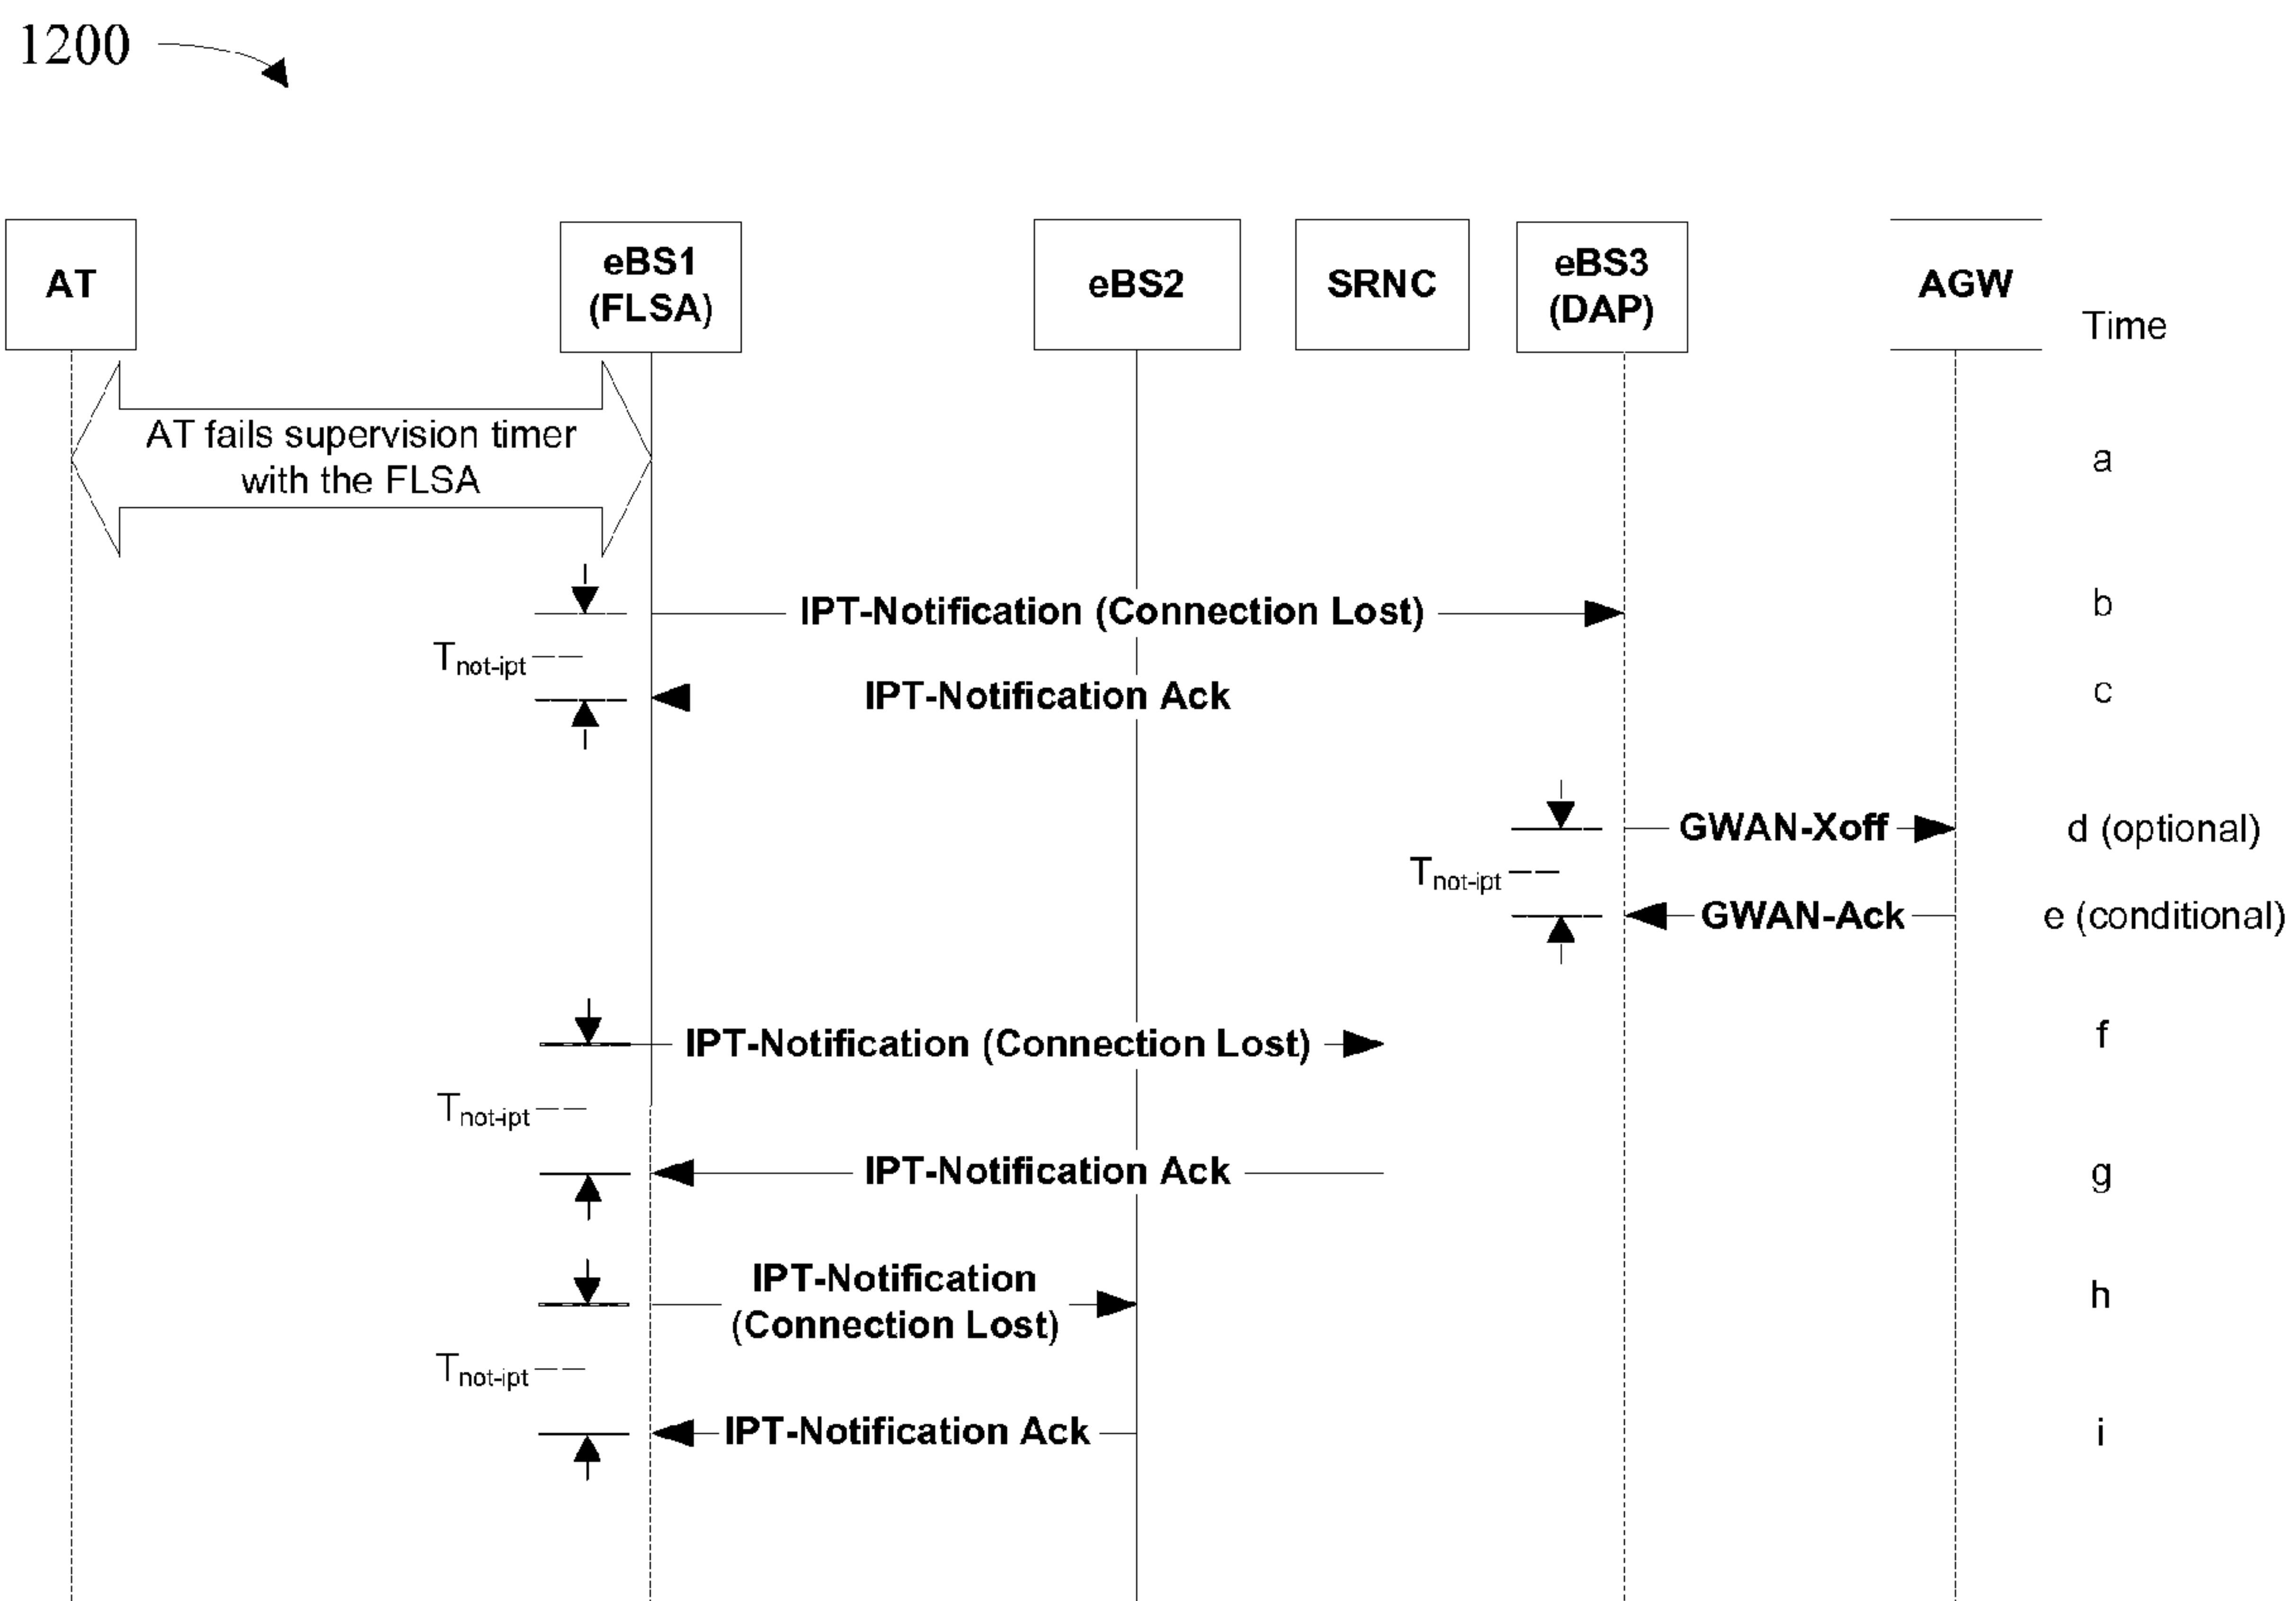 1200
AT
eBS1
(FLSA)
eBS2
SRNC
eBS3
(DAP)
AGW
Time
AT fails supervision timer
with the FLSA
a
IPT-Notification (Connection Lost)
b
Tnot-ipt
IPT-Notification Ack
c
GWAN-Xoff
d (optional)
Tnot-ipt
GWAN-Ack
e (conditional)
IPT-Notification (Connection Lost)
f
Tnot-ipt
IPT-Notification Ack
g
IPT-Notification
(Connection Lost)
h
Tnot-ipt
IPT-Notification Ack
i